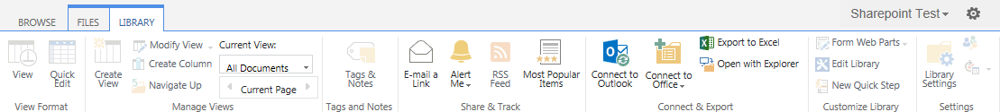 BROWSE FILES LIBRARY Sharepoint Test
View
Quick
Edit
Create
View
Modify View
Create Column
Navigate Up
Current View:
All Documents
Current Page
Tags &
Notes
E-mail a
Link
Alert
Me
RSS
Feed
Most Popular
Items
Connect to
Outlook
Connect to
Office
Export to Excel
Open with Explorer
Form Web Parts
Edit Library
New Quick Step
Library
Settings
View Format Manage Views Tags and Notes Share & Track Connect & Export Customize Library Settings